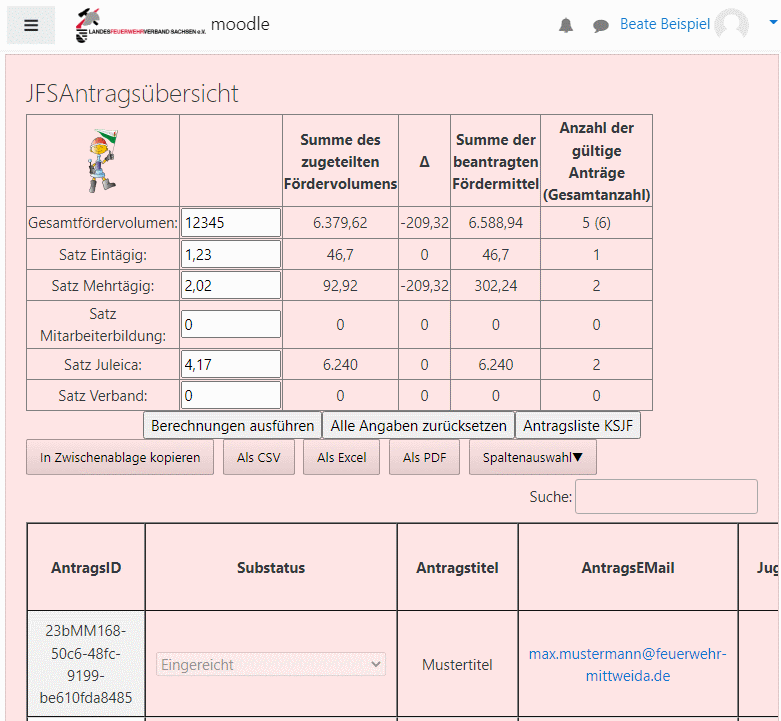 LANDESFEUERWEHRVERBAND SACHSEN e.V. moodle
Beate Beispiel
JFSAntragsübersicht
Summe des zugeteilten Fördervolumens
Δ
Summe der beantragten Fördermittel
Anzahl der gültige Anträge (Gesamtanzahl)
Gesamtfördervolumen: 12345 6.379,62 -209,32 6.588,94 5 (6)
Satz Eintägig: 1,23 46,7 0 46,7 1
Satz Mehrtägig: 2,02 92,92 -209,32 302,24 2
Satz Mitarbeiterbildung: 0 0 0 0 0
Satz Juleica: 4,17 6.240 0 6.240 2
Satz Verband: 0 0 0 0 0
Berechnungen ausführen Alle Angaben zurücksetzen Antragsliste KSJF
In Zwischenablage kopieren Als CSV Als Excel Als PDF Spaltenauswahl▼
Suche:
AntragsID Substatus Antragstitel AntragsEMail Jug
23bMM168-
50c6-48fc-
9199-
be610fda8485
Eingereicht
Mustertitel
max.mustermann@feuerwehr-
mittweida.de